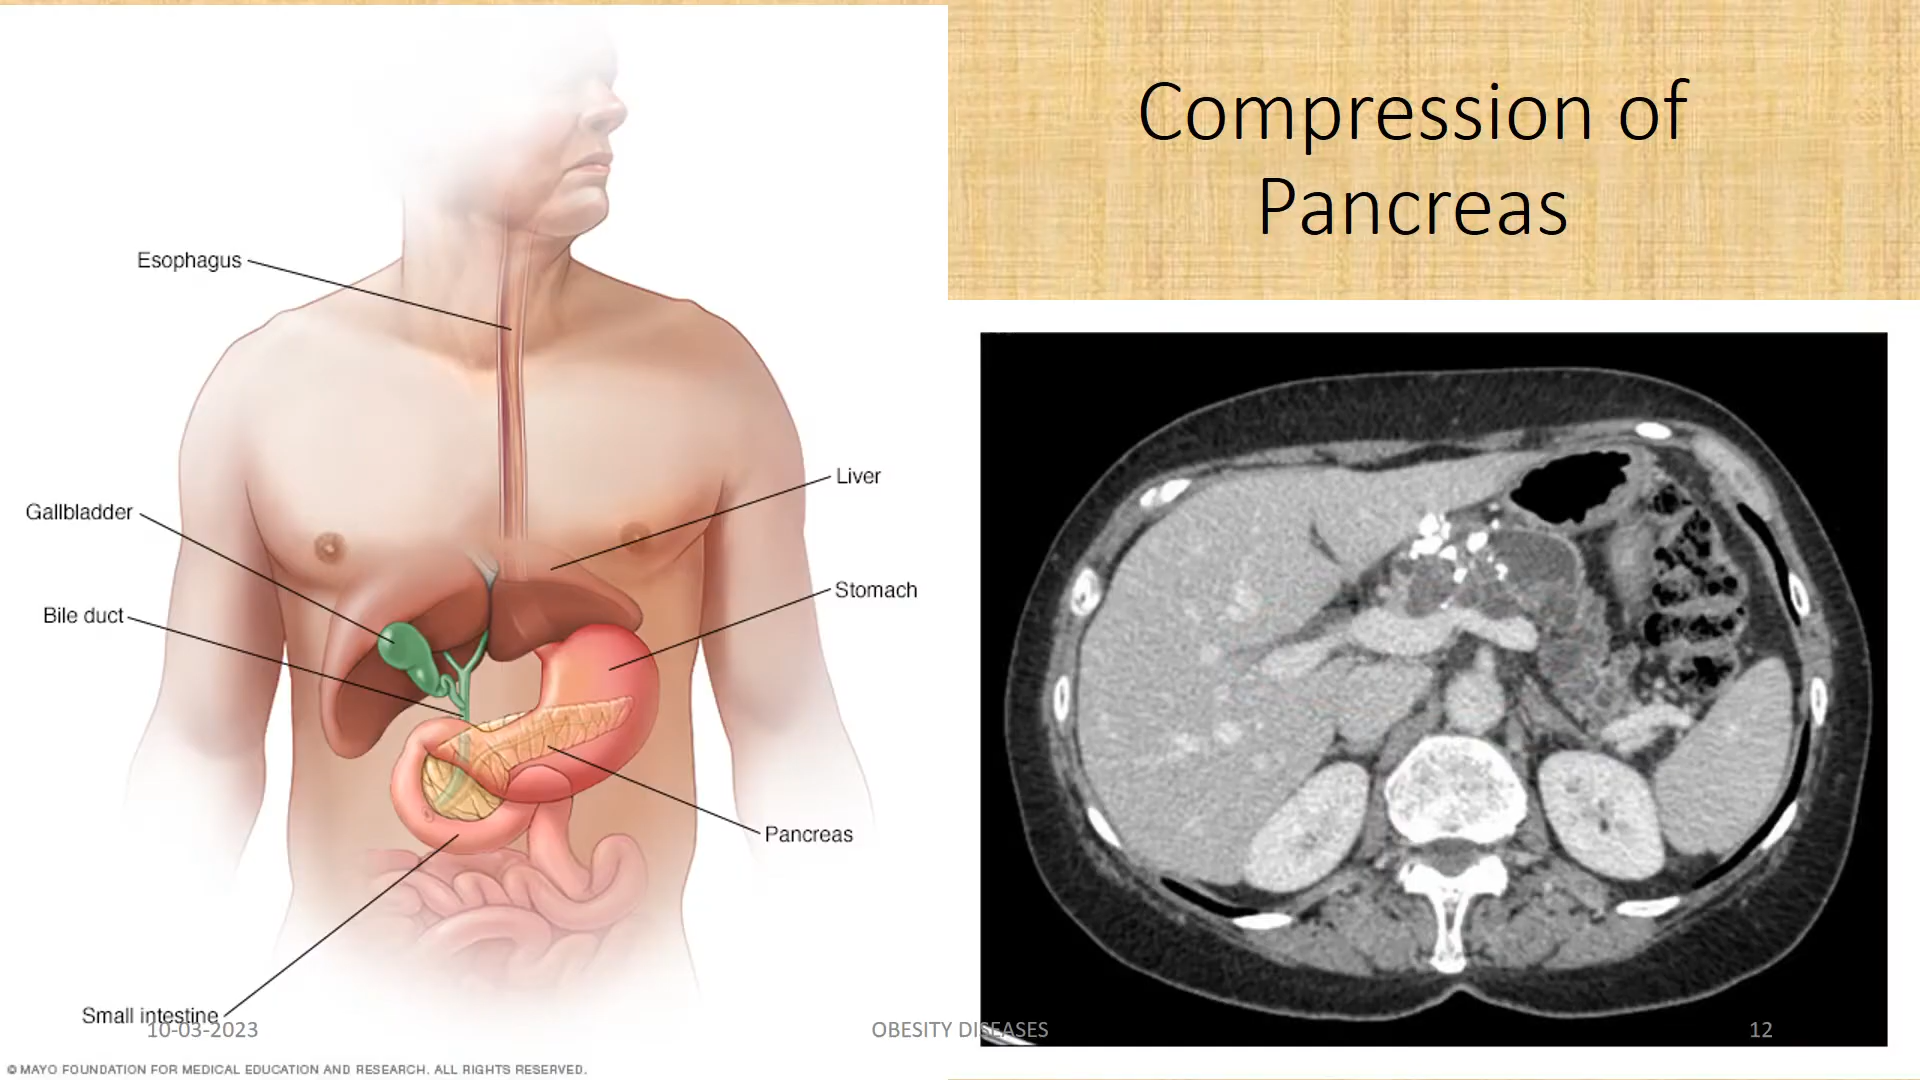 Compression of
Pancreas
Esophagus
Liver
Gallbladder
Stomach
Bile duct
Pancreas
Small intestine
10-03-2023
OBESITY DISEASES
12
© MAYO FOUNDATION FOR MEDICAL EDUCATION AND RESEARCH. ALL RIGHTS RESERVED.